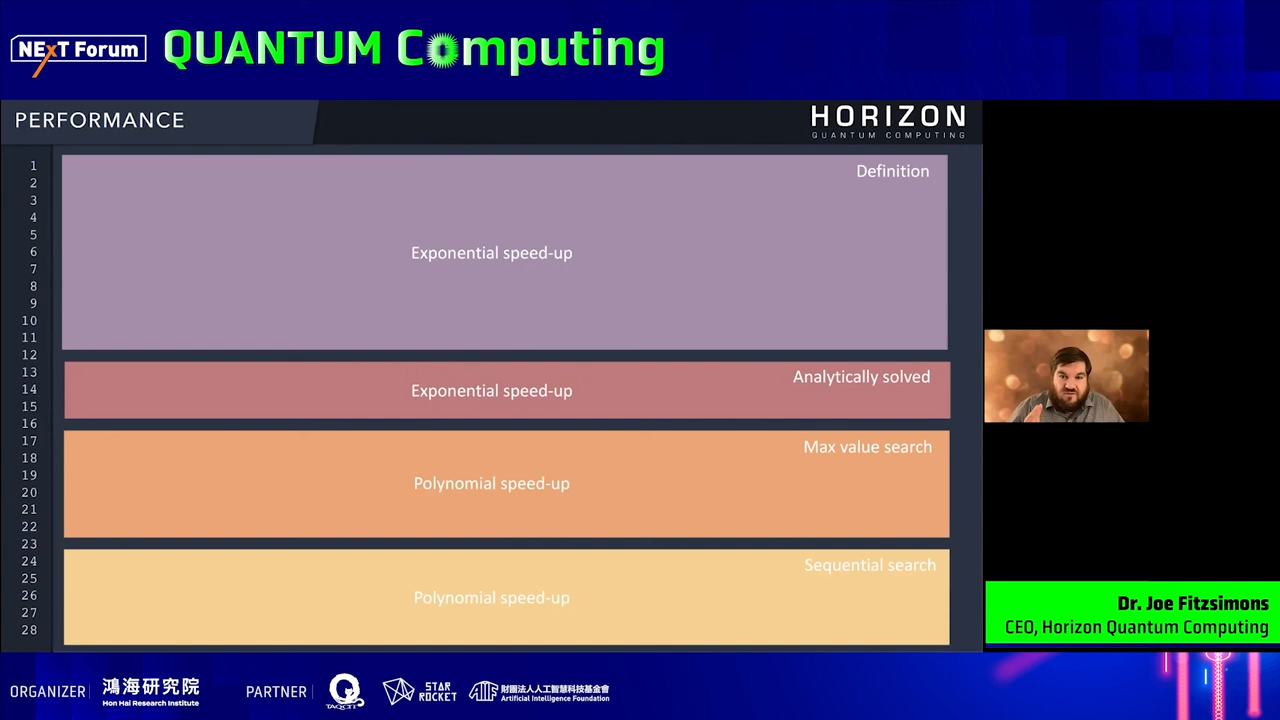 NExT Forum
QUANTUM Computing
PERFORMANCE
HORIZON
QUANTUM COMPUTING
1
2
3
4
5
6
7
8
9
10
11
12
13
14
15
16
17
18
19
20
21
22
23
24
25
26
27
28
Definition
Exponential speed-up
Analytically solved
Exponential speed-up
Max value search
Polynomial speed-up
Sequential search
Polynomial speed-up
Dr. Joe Fitzsimons
CEO, Horizon Quantum Computing
ORGANIZER
鴻海研究院
Hon Hai Research Institute
PARTNER
TAQCIT
STAR
ROCKET
財團法人人工智慧科技基金會
Artificial Intelligence Foundation